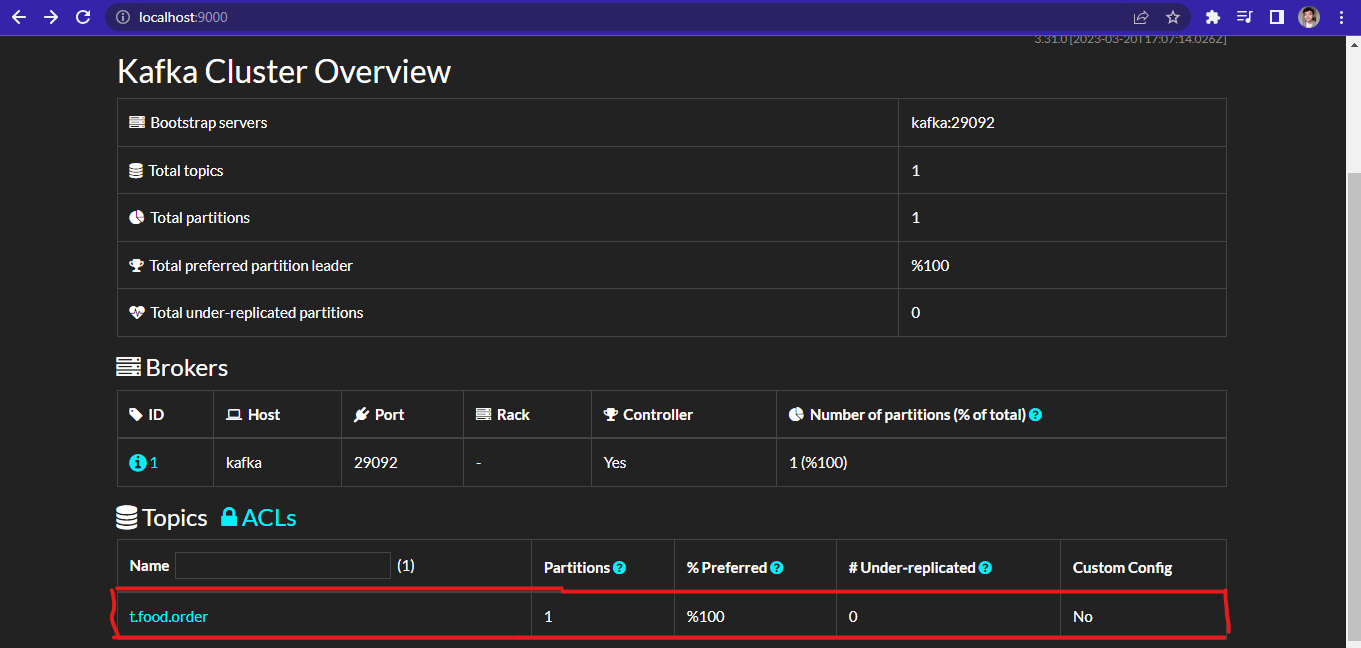 localhost:9000
3.31.0 [2023-03-20T17:07:14.026Z]
Kafka Cluster Overview
Bootstrap servers kafka:29092
Total topics 1
Total partitions 1
Total preferred partition leader %100
Total under-replicated partitions 0
Brokers
ID Host Port Rack Controller Number of partitions (% of total)
1 kafka 29092 - Yes 1 (%100)
Topics ACLs
Name (1) Partitions % Preferred # Under-replicated Custom Config
t.food.order 1 %100 0 No